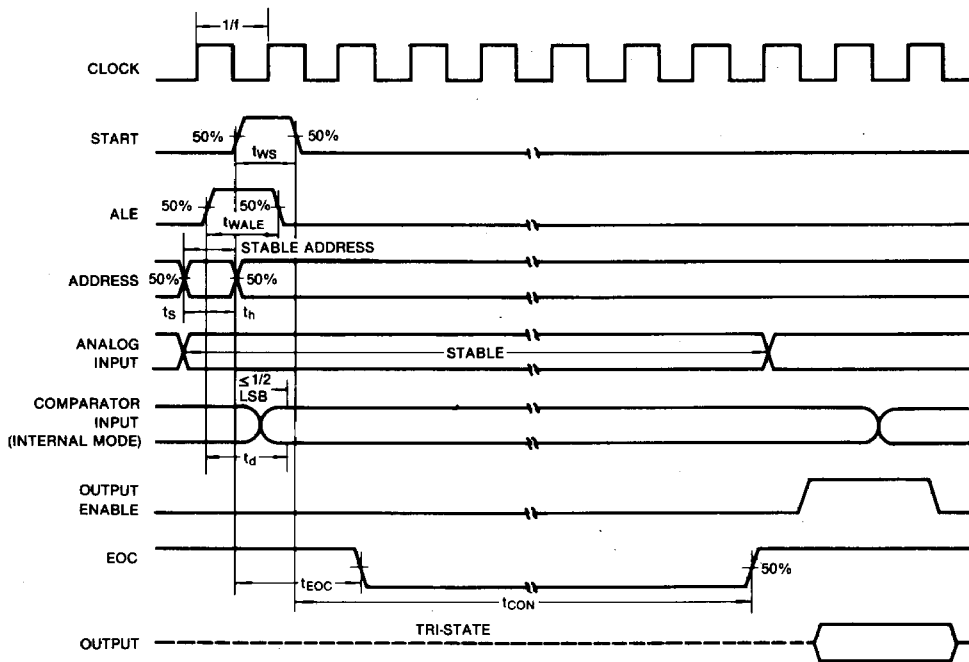 1/f
CLOCK
START
50%
50%
tWS
ALE
50%
50%
tWALE
STABLE ADDRESS
ADDRESS
50%
50%
tS
th
ANALOG
INPUT
STABLE
≤ 1/2
LSB
COMPARATOR
INPUT
(INTERNAL MODE)
td
OUTPUT
ENABLE
EOC
50%
tEOC
tCON
TRI-STATE
OUTPUT